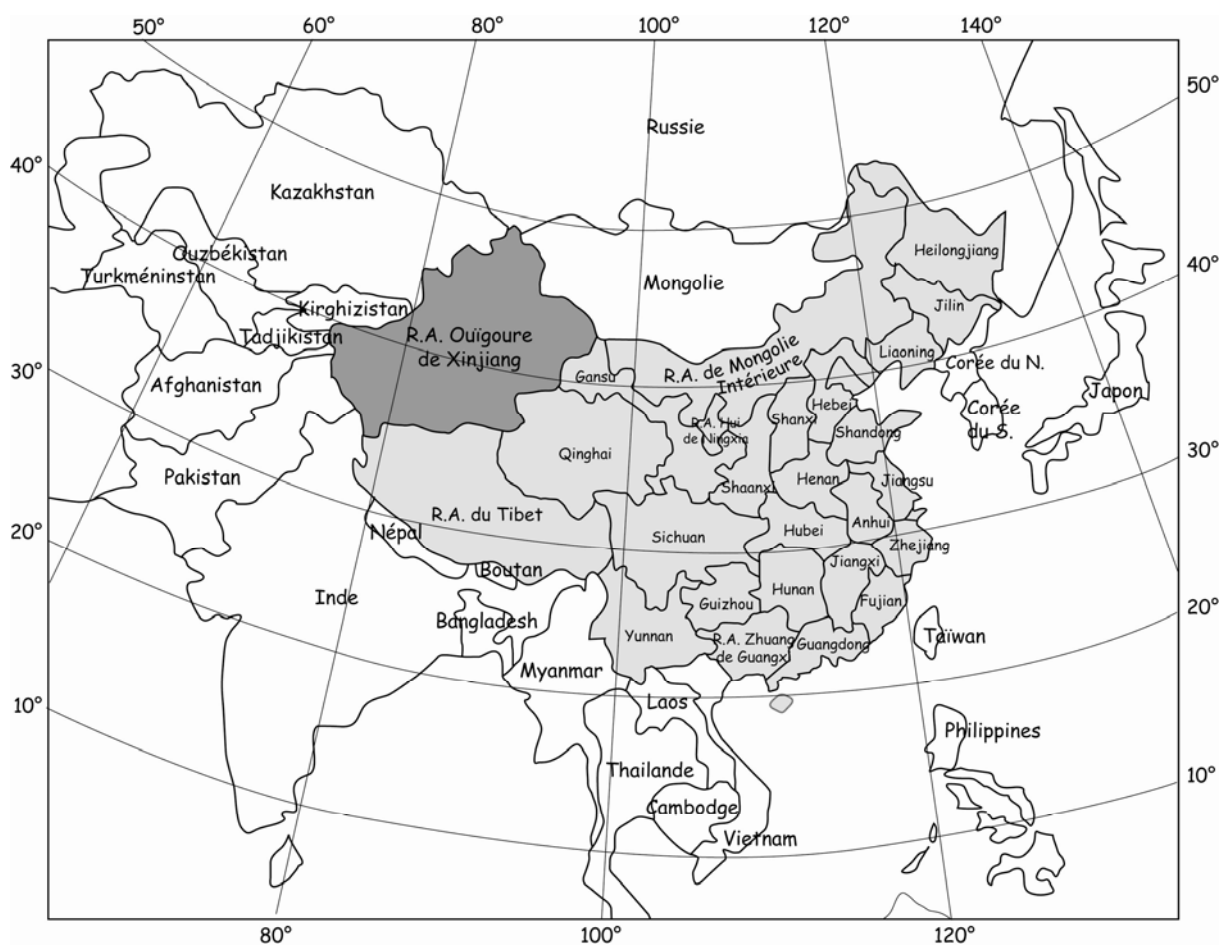 50° 60° 80° 100° 120° 140°
50°
Russie
40°
Kazakhstan
Heilongjiang
Ouzbékistan
40°
Turkméninstan
Mongolie
Kirghizistan
Jilin
Tadjikistan
R.A. Ouïgoure
de Xinjiang
R.A. de Mongolie
Intérieure
Liaoning
Corée du N.
30°
Afghanistan
Gansu
Japon
Hebei
Corée
du S.
Shanxi
R.A. Hui
de Ningxia
Shandong
30°
Qinghai
Pakistan
Henan
Jiangsu
Shaanxi
R.A. du Tibet
Anhui
20°
Népal
Sichuan
Hubei
Zhejiang
Jiangxi
Boutan
Hunan
Inde
Guizhou
Fujian
20°
Bangladesh
Yunnan
R.A. Zhuang
de Guangxi
Guangdong
Taïwan
Myanmar
10°
Laos
Philippines
Thailande
10°
Cambodge
Vietnam
80° 100° 120°